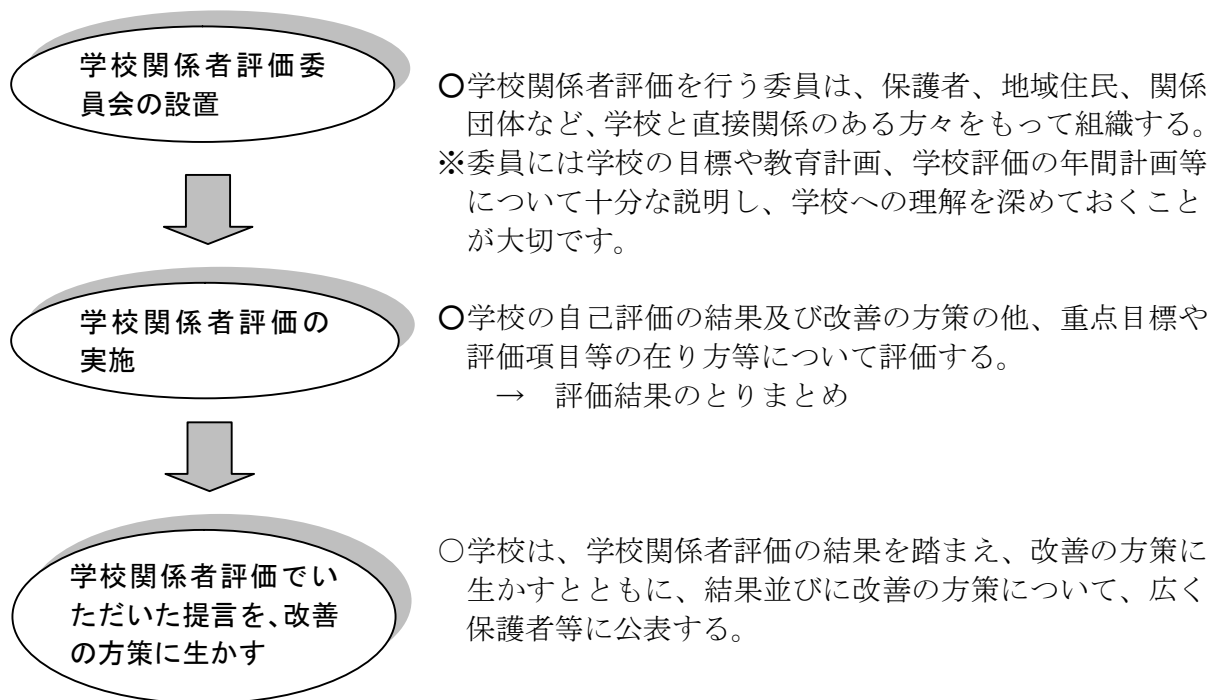 学校関係者評価委
員会の設置
○学校関係者評価を行う委員は、保護者、地域住民、関係
団体など、学校と直接関係のある方々をもって組織する。
※委員には学校の目標や教育計画、学校評価の年間計画等
について十分な説明し、学校への理解を深めておくこと
が大切です。
学校関係者評価の
実施
○学校の自己評価の結果及び改善の方策の他、重点目標や
評価項目等の在り方等について評価する。
→ 評価結果のとりまとめ
学校関係者評価でい
ただいた提言を、改善
の方策に生かす
○学校は、学校関係者評価の結果を踏まえ、改善の方策に
生かすとともに、結果並びに改善の方策について、広く
保護者等に公表する。